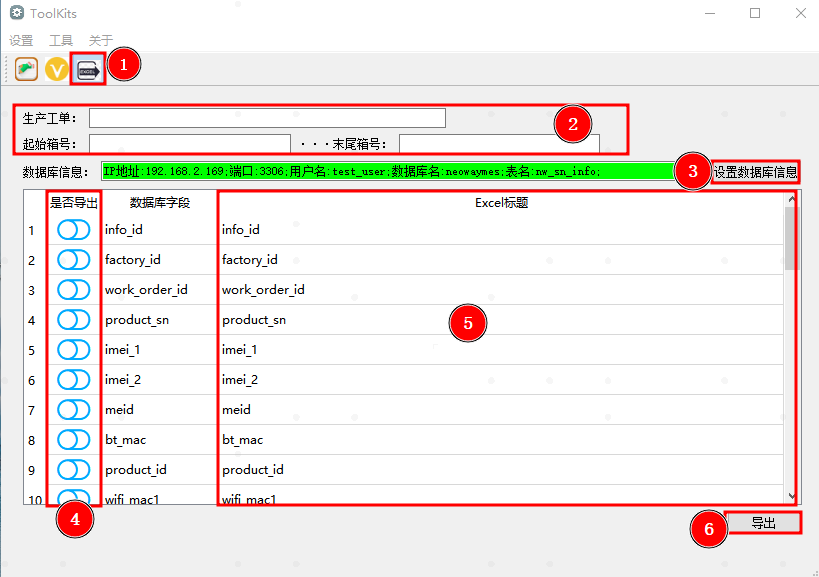 ToolKits
设置 工具 关于
V EXCEL 1
生产工单：
2
起始箱号： ···末尾箱号：
数据库信息： IP地址:192.168.2.169;端口:3306;用户名:test_user;数据库名:neowaymes;表名:nw_sn_info; 3 设置数据库信息
是否导出 数据库字段 Excel标题
1 info_id info_id
2 factory_id factory_id
3 work_order_id work_order_id
4 product_sn product_sn
5
5 imei_1 imei_1
6 imei_2 imei_2
7 meid meid
8 bt_mac bt_mac
9 product_id product_id
10 wifi_mac1 wifi_mac1
4
6 导出